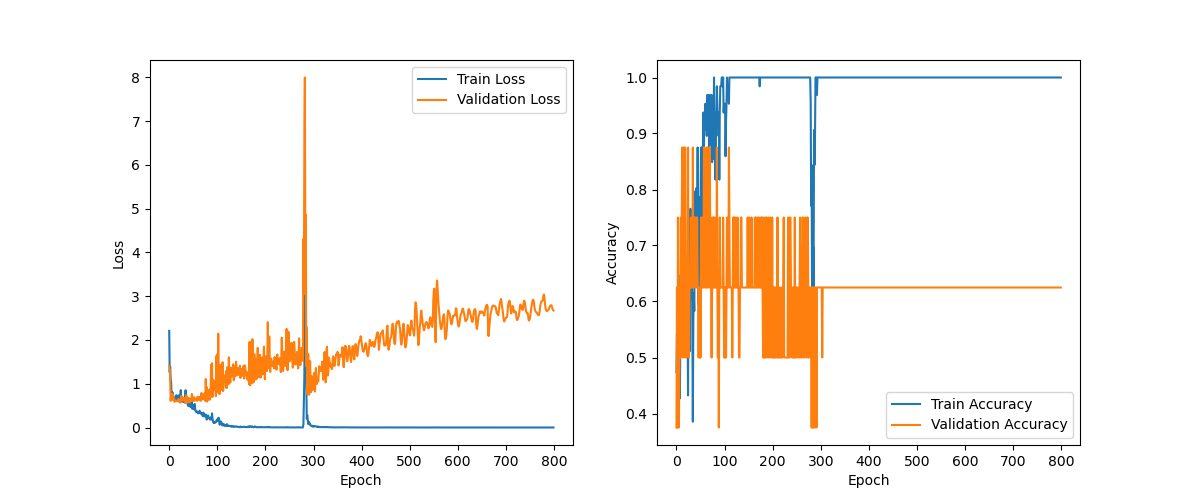 8
7
6
5
4
3
2
1
0
Loss
0 100 200 300 400 500 600 700 800
Epoch
Train Loss
Validation Loss
1.0
0.9
0.8
0.7
0.6
0.5
0.4
Accuracy
0 100 200 300 400 500 600 700 800
Epoch
Train Accuracy
Validation Accuracy